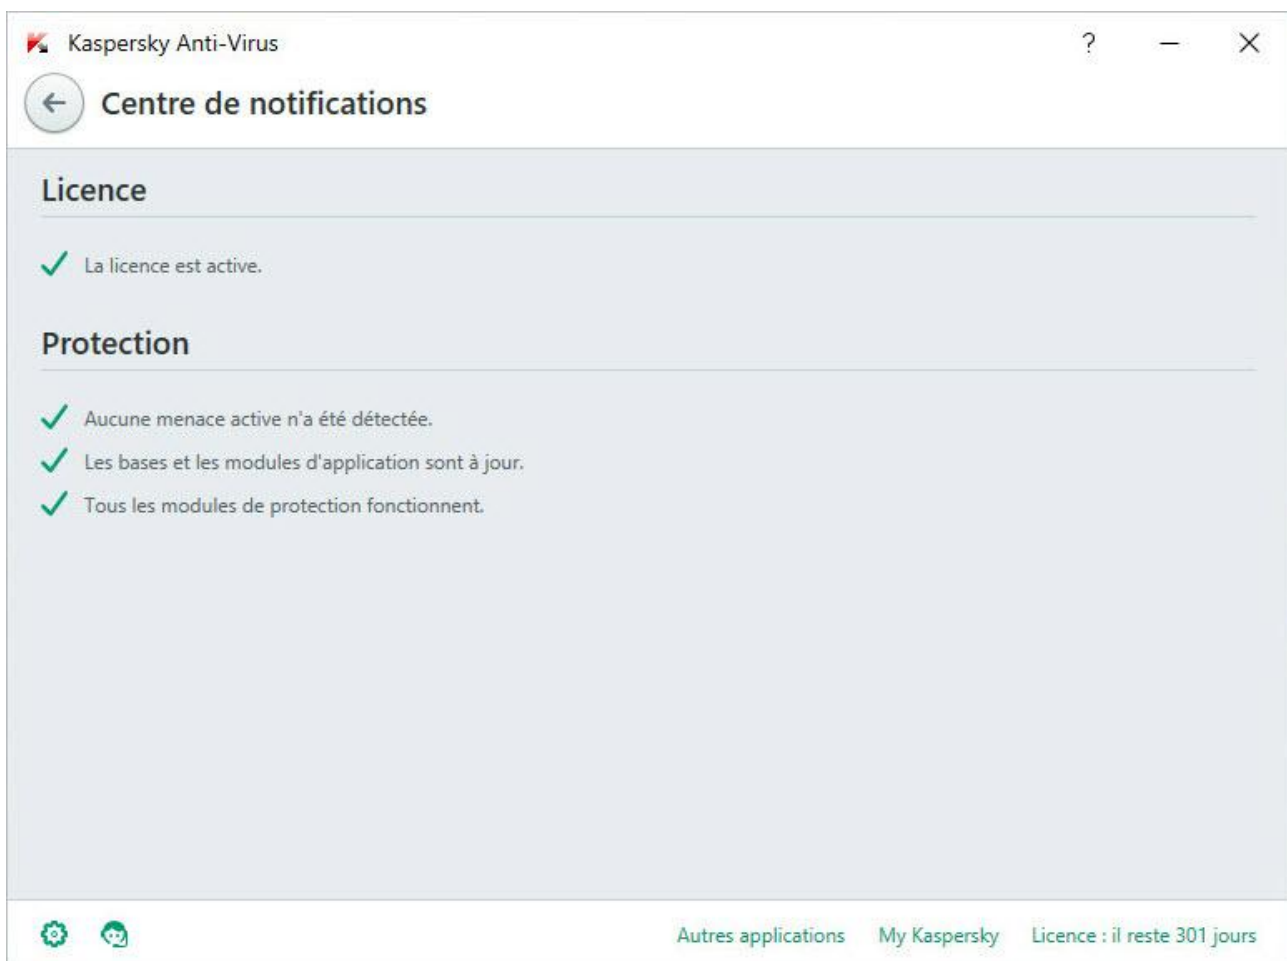 Kaspersky Anti-Virus
?
Centre de notifications
Licence
La licence est active.
Protection
Aucune menace active n'a été détectée.
Les bases et les modules d'application sont à jour.
Tous les modules de protection fonctionnent.
Autres applications My Kaspersky Licence : il reste 301 jours